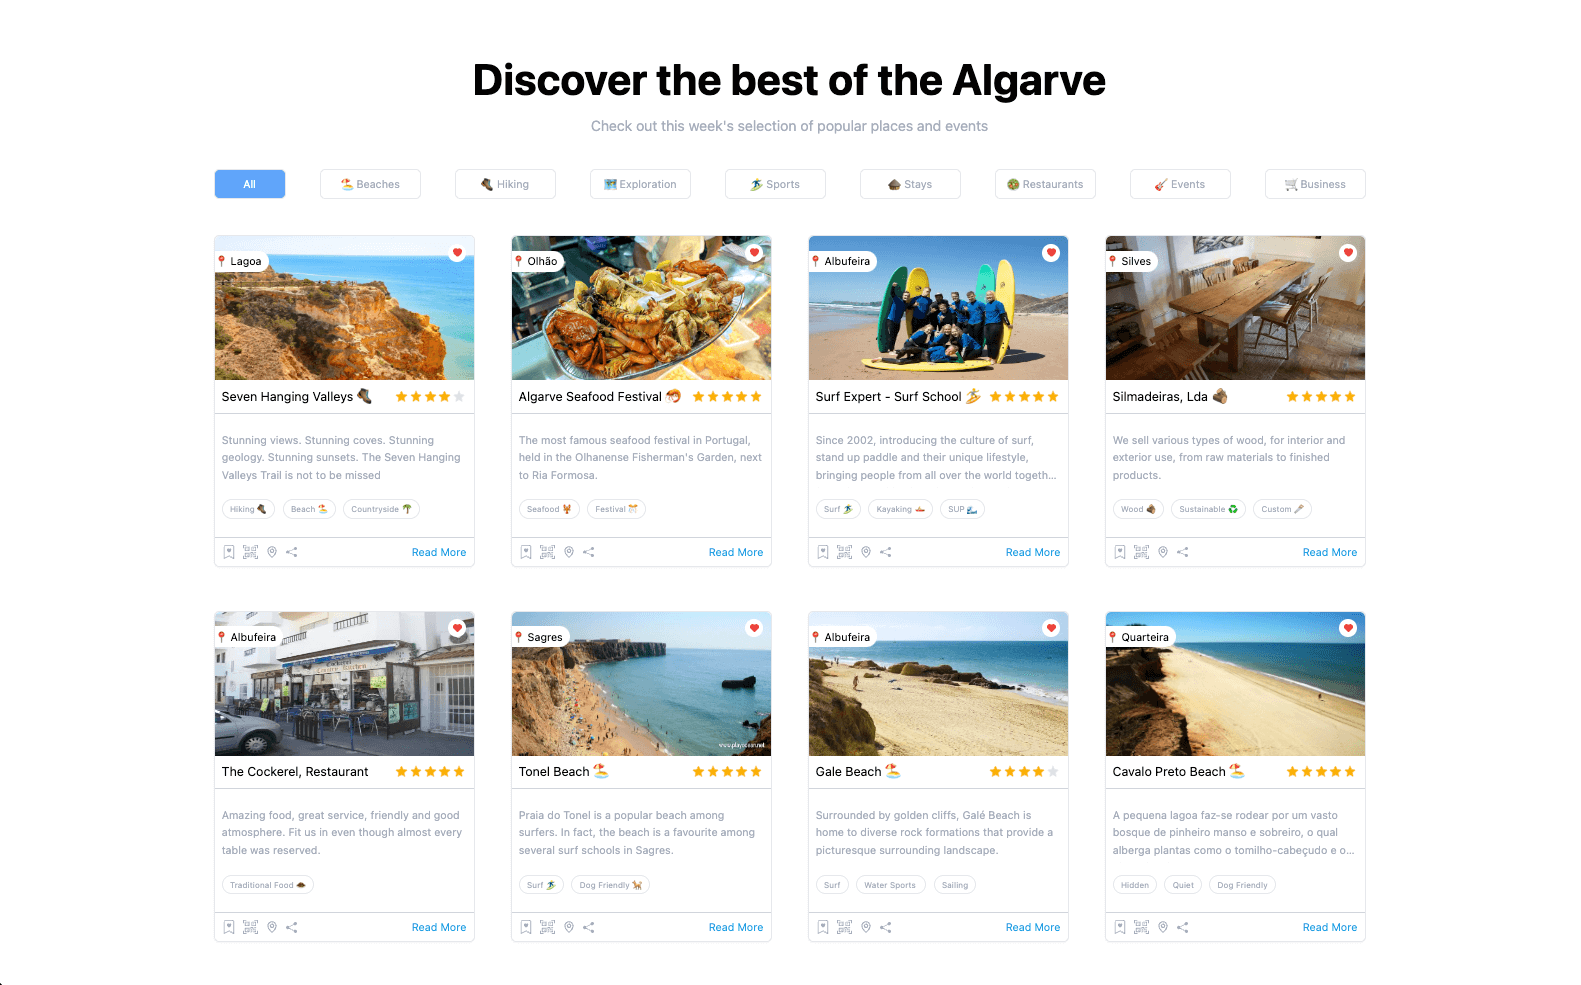 Discover the best of the Algarve
Check out this week's selection of popular places and events
All
Beaches
Hiking
Exploration
Sports
Stays
Restaurants
Events
Business
Lagoa
Seven Hanging Valleys
Stunning views. Stunning coves. Stunning
geology. Stunning sunsets. The Seven Hanging
Valleys Trail is not to be missed
Hiking
Beach
Countryside
Read More
Olhão
Algarve Seafood Festival
The most famous seafood festival in Portugal,
held in the Olhanense Fisherman's Garden, next
to Ria Formosa.
Seafood
Festival
Read More
Albufeira
Surf Expert - Surf School
Since 2002, introducing the culture of surf,
stand up paddle and their unique lifestyle,
bringing people from all over the world togeth...
Surf
Kayaking
SUP
Read More
Silves
Silmadeiras, Lda
We sell various types of wood, for interior and
exterior use, from raw materials to finished
products.
Wood
Sustainable
Custom
Read More
Albufeira
The Cockerel, Restaurant
Amazing food, great service, friendly and good
atmosphere. Fit us in even though almost every
table was reserved.
Traditional Food
Read More
Sagres
www.playocean.net
Tonel Beach
Praia do Tonel is a popular beach among
surfers. In fact, the beach is a favourite among
several surf schools in Sagres.
Surf
Dog Friendly
Read More
Albufeira
Gale Beach
Surrounded by golden cliffs, Galé Beach is
home to diverse rock formations that provide a
picturesque surrounding landscape.
Surf
Water Sports
Sailing
Read More
Quarteira
Cavalo Preto Beach
A pequena lagoa faz-se rodear por um vasto
bosque de pinheiro manso e sobreiro, o qual
alberga plantas como o tomilho-cabeçudo e o...
Hidden
Quiet
Dog Friendly
Read More